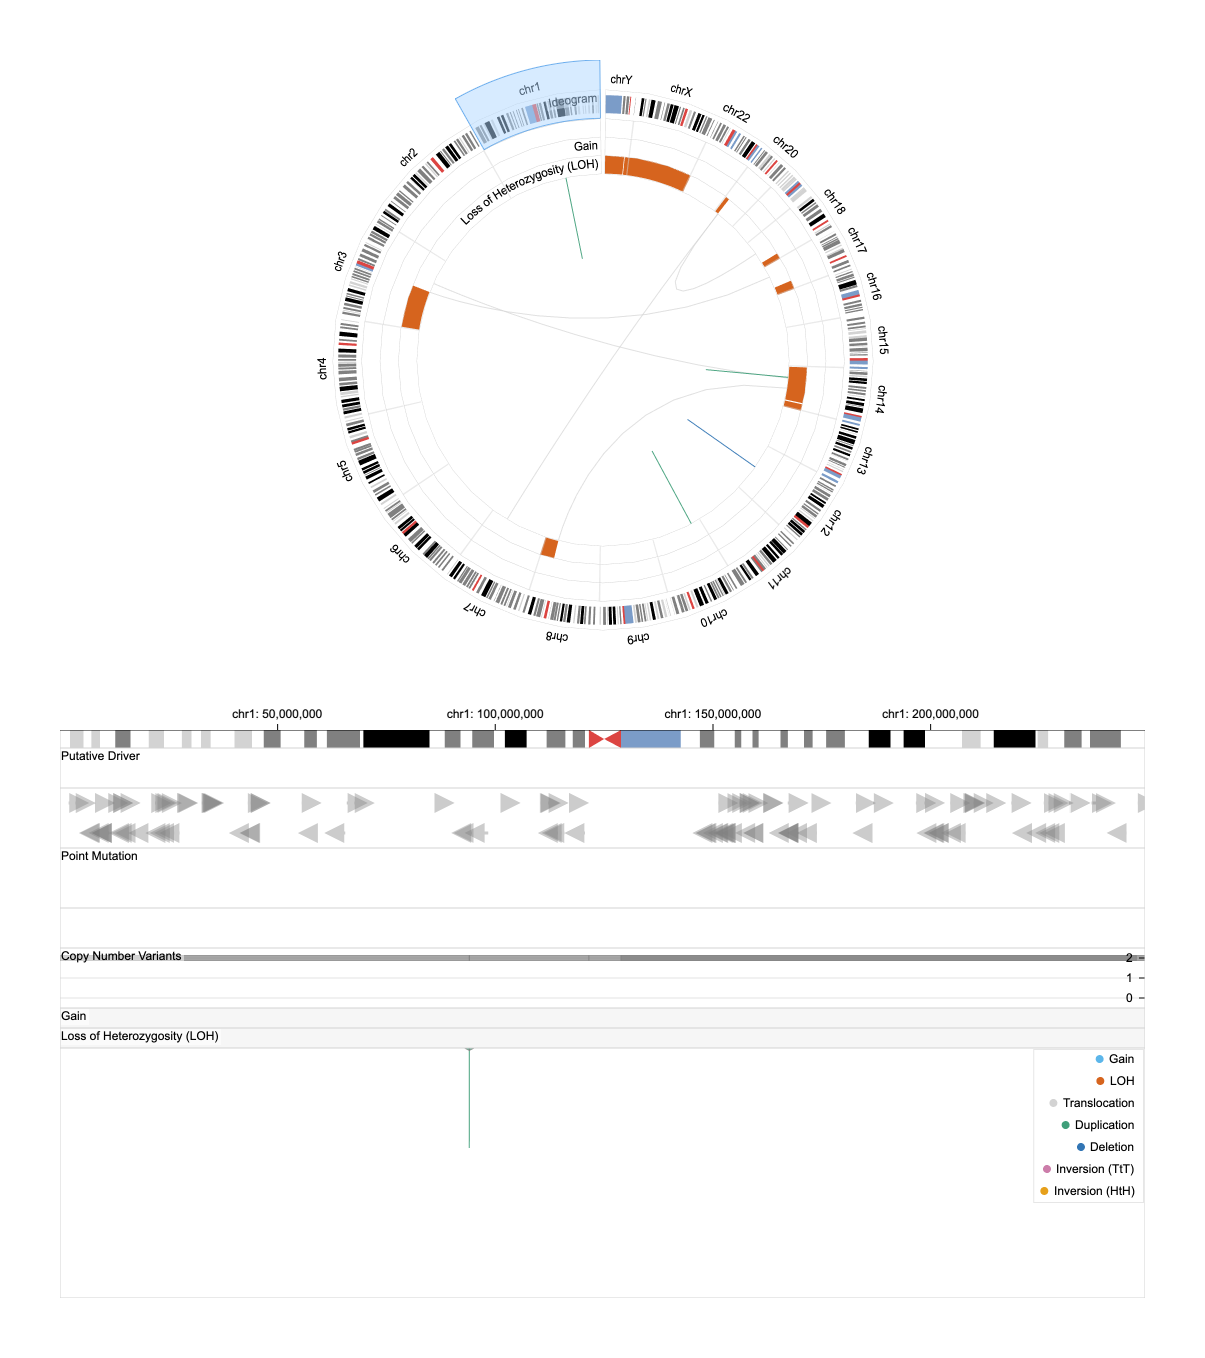 chr1
Ideogram
Gain
Loss of Heterozygosity (LOH)
chrY
chrX
chr22
chr20
chr18
chr17
chr16
chr15
chr14
chr13
chr12
chr11
chr10
chr9
chr8
chr7
chr6
chr5
chr4
chr3
chr2
chr1: 50,000,000
chr1: 100,000,000
chr1: 150,000,000
chr1: 200,000,000
Putative Driver
Point Mutation
Copy Number Variants
2
1
0
Gain
Loss of Heterozygosity (LOH)
Gain
LOH
Translocation
Duplication
Deletion
Inversion (TtT)
Inversion (HtH)